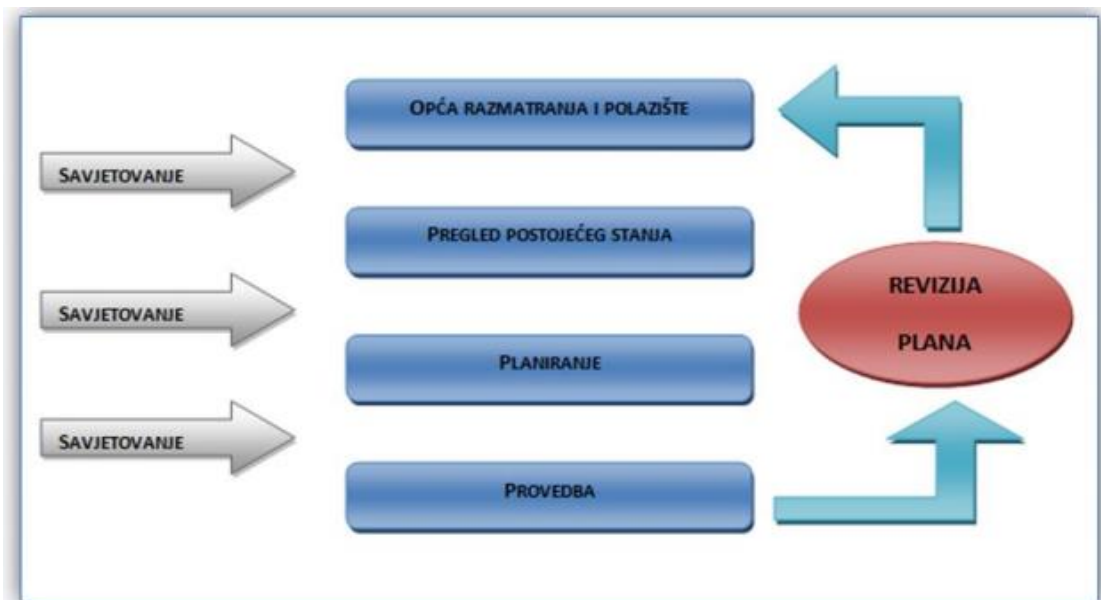 OPĆA RAZMATRANJA I POLAZIŠTE
SAVJETOVANJE
PREGLED POSTOJEĆEG STANJA
SAVJETOVANJE
PLANIRANJE
SAVJETOVANJE
PROVEDBA
REVIZIJA
PLANA